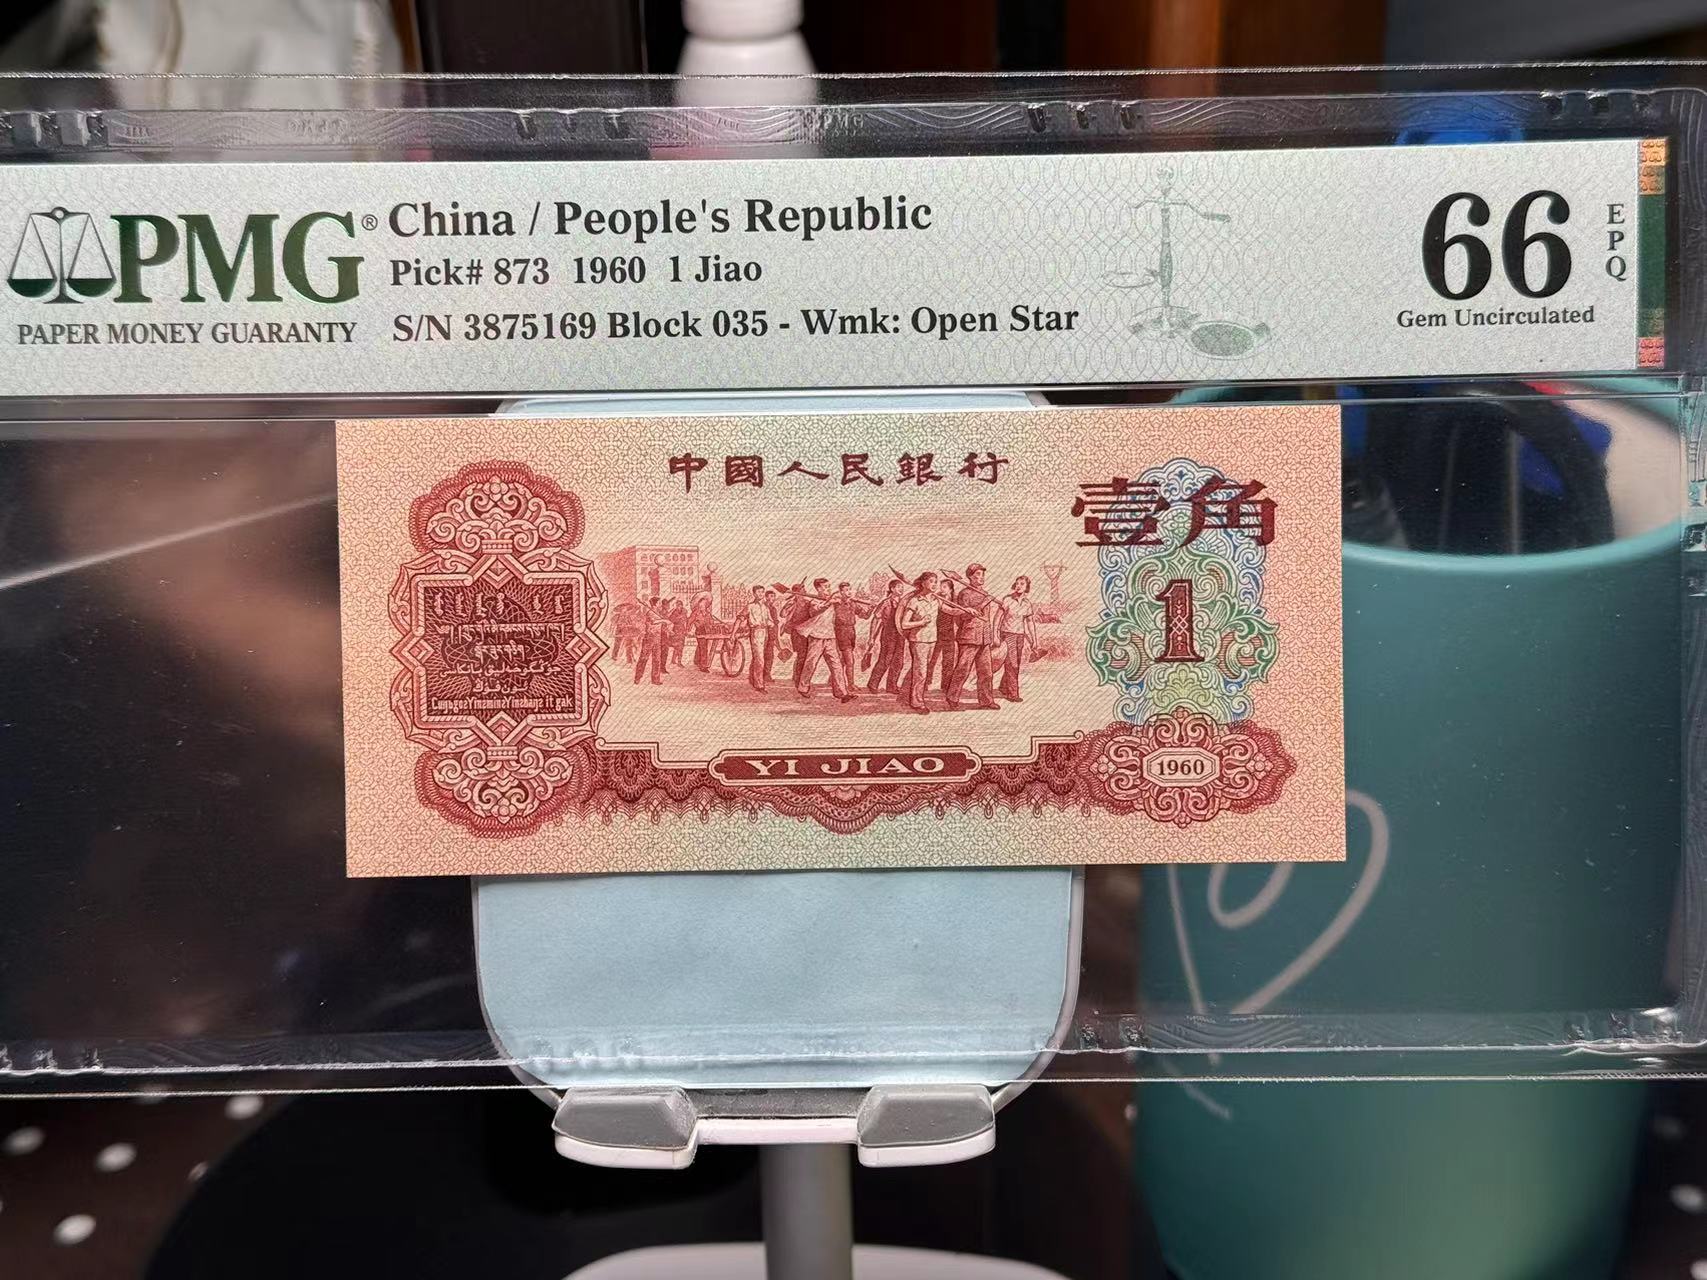 PMG® China / People's Republic
Pick# 873 1960 1 Jiao
S/N 3875169 Block 035 - Wmk: Open Star
PAPER MONEY GUARANTY
66 EPQ
Gem Uncirculated
中國人民銀行
壹角
1
YI JIAO
1960